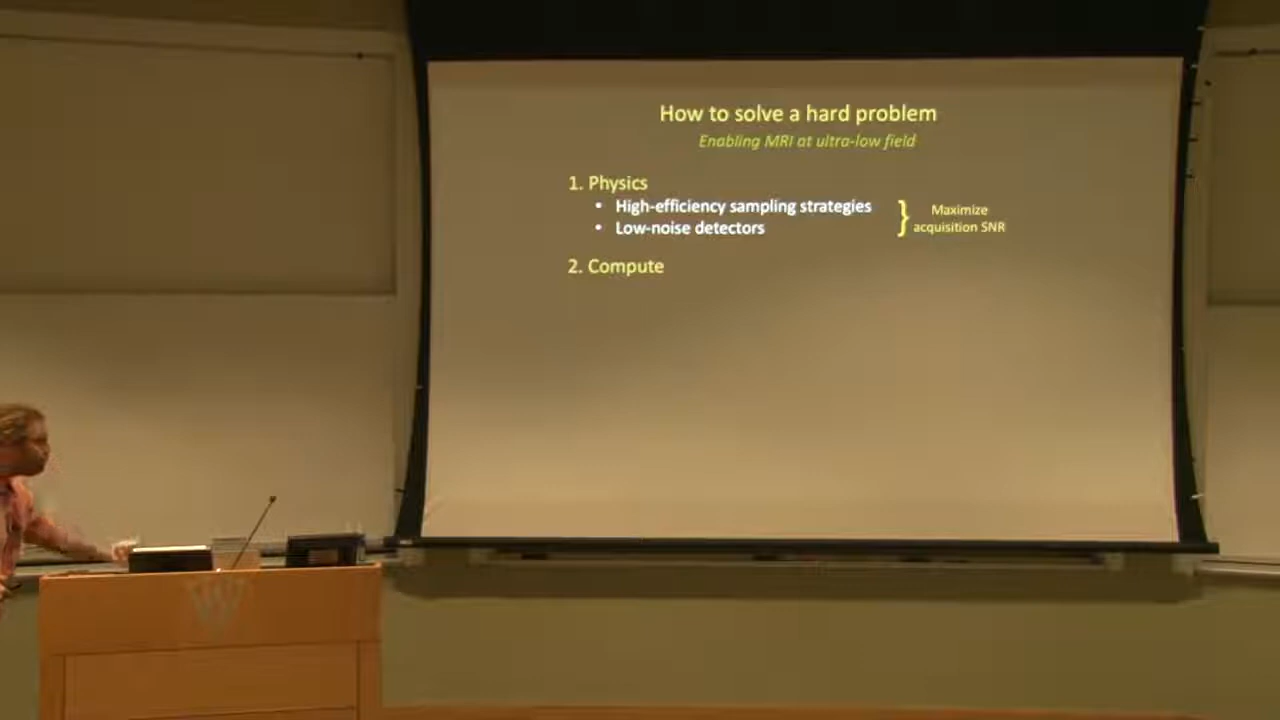 How to solve a hard problem
Enabling MRI at ultra-low field
1. Physics
• High-efficiency sampling strategies
• Low-noise detectors
} Maximize
acquisition SNR
2. Compute
W